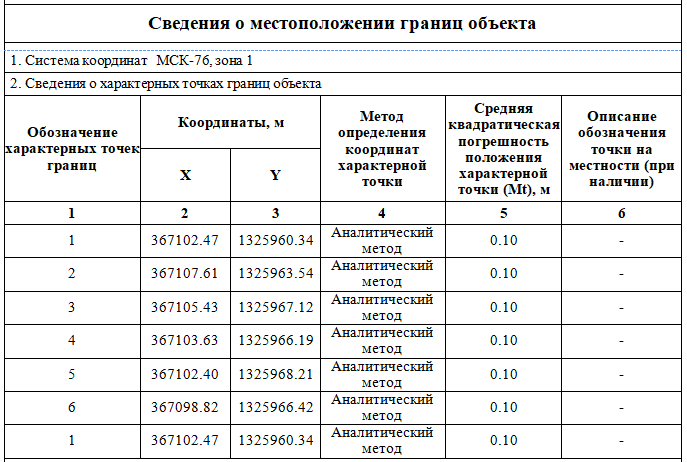 Сведения о местоположении границ объекта
1. Система координат МСК-76, зона 1
2. Сведения о характерных точках границ объекта
Обозначение
характерных точек
границ
Координаты, м
X
Y
Метод
определения
координат
характерной
точки
Средняя
квадратическая
погрешность
положения
характерной
точки (Mt), м
Описание
обозначения
точки на
местности (при
наличии)
1 2 3 4 5 6
1 367102.47 1325960.34 Аналитический
метод 0.10 -
2 367107.61 1325963.54 Аналитический
метод 0.10 -
3 367105.43 1325967.12 Аналитический
метод 0.10 -
4 367103.63 1325966.19 Аналитический
метод 0.10 -
5 367102.40 1325968.21 Аналитический
метод 0.10 -
6 367098.82 1325966.42 Аналитический
метод 0.10 -
1 367102.47 1325960.34 Аналитический
метод 0.10 -